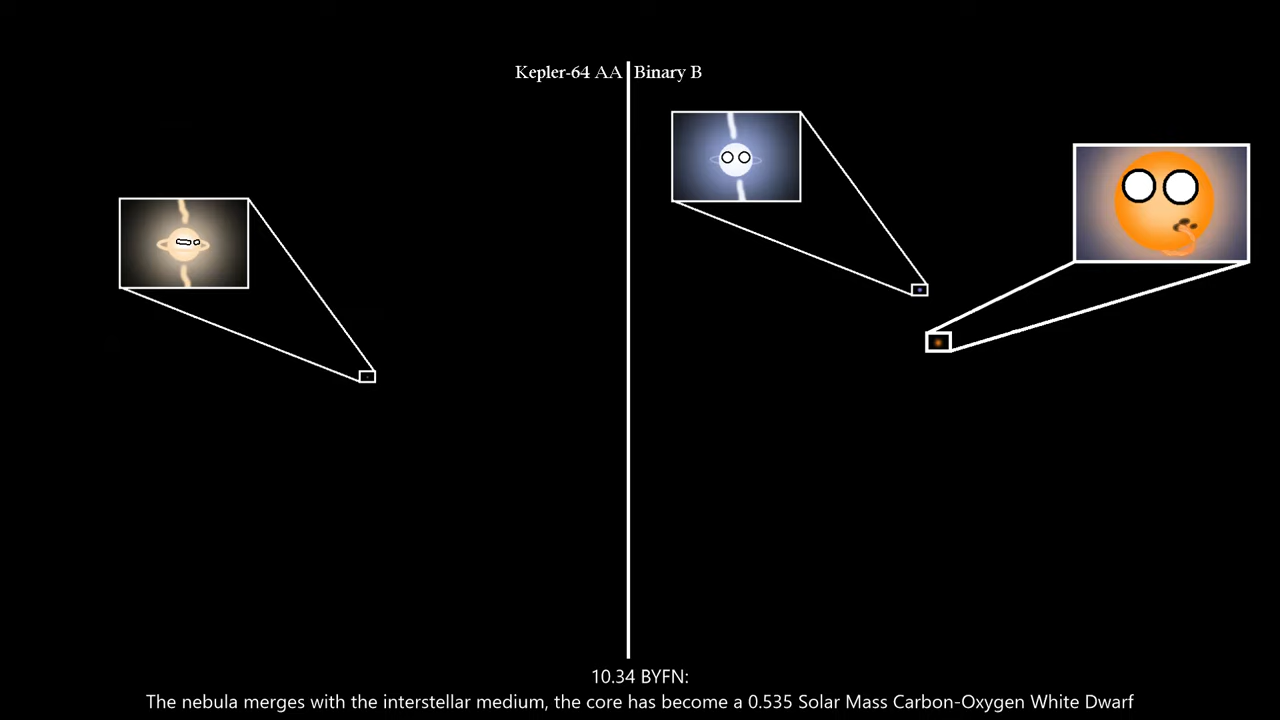 Kepler-64 AA
Binary B
10.34 BYFN:
The nebula merges with the interstellar medium, the core has become a 0.535 Solar Mass Carbon-Oxygen White Dwarf